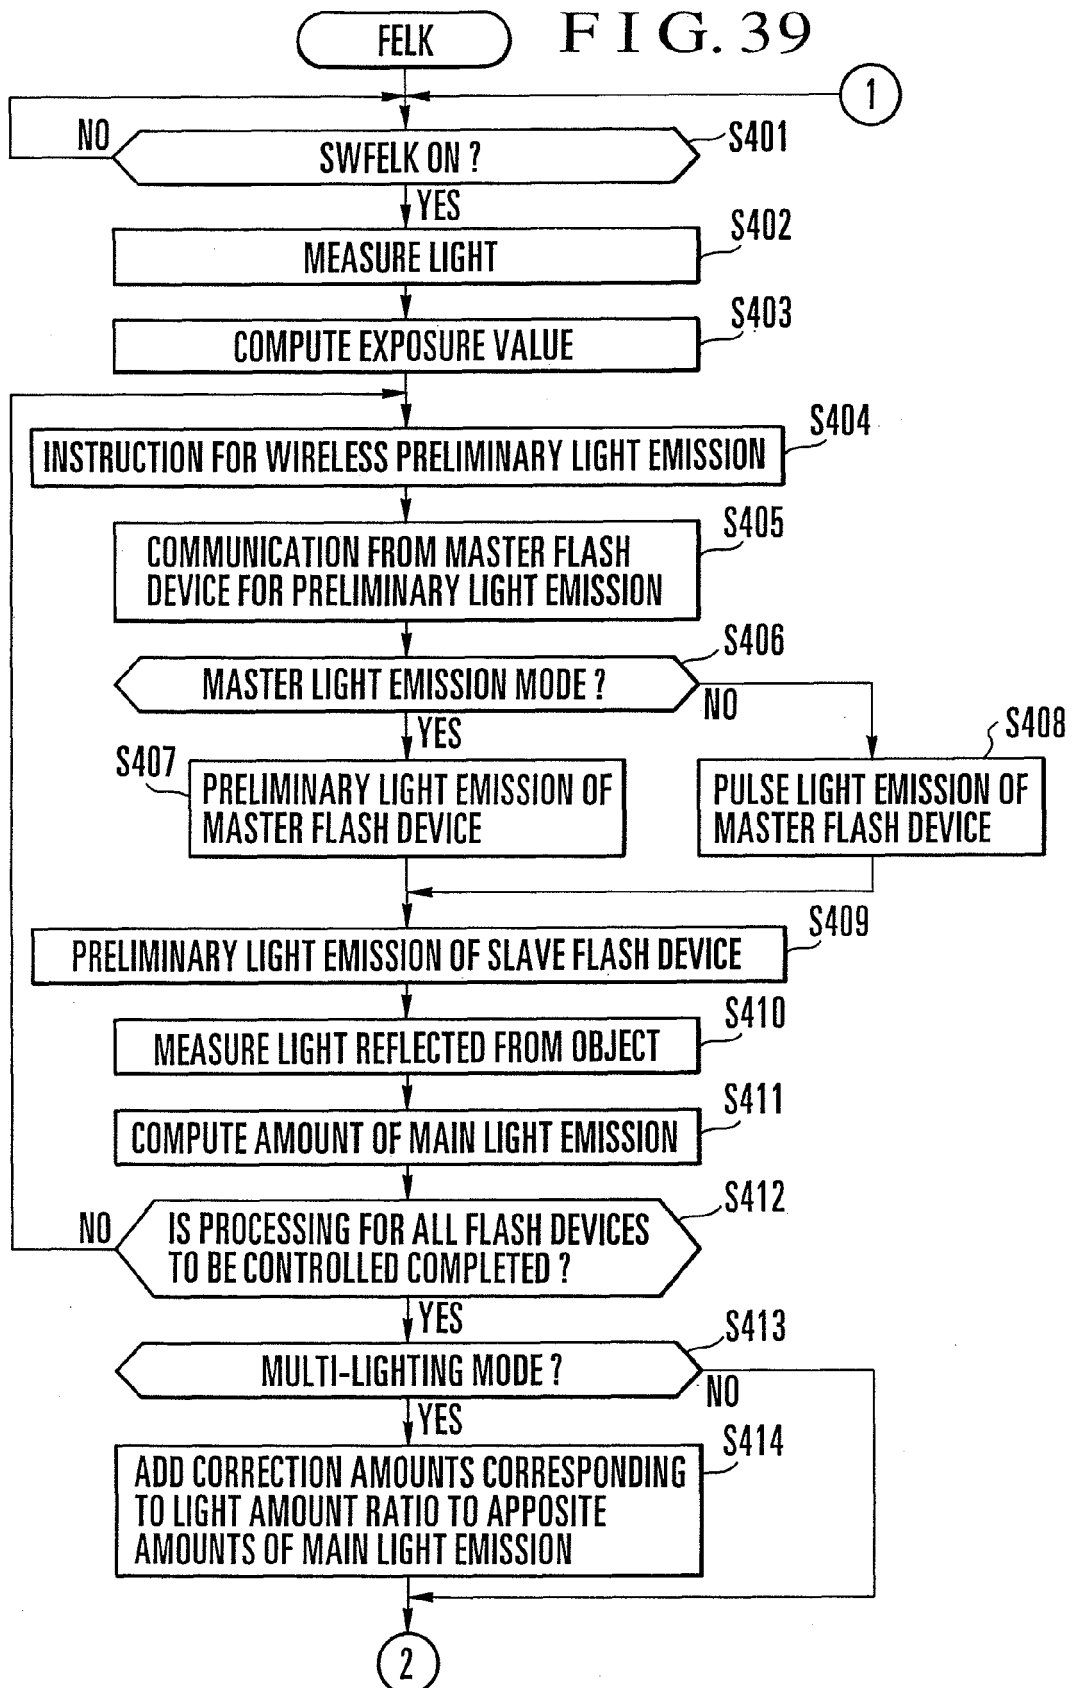 FELK
FIG. 39
1
NO
SWFELK ON ?
S401
YES
S402
MEASURE LIGHT
S403
COMPUTE EXPOSURE VALUE
S404
INSTRUCTION FOR WIRELESS PRELIMINARY LIGHT EMISSION
S405
COMMUNICATION FROM MASTER FLASH
DEVICE FOR PRELIMINARY LIGHT EMISSION
S406
MASTER LIGHT EMISSION MODE ?
NO
YES
S407
S408
PRELIMINARY LIGHT EMISSION OF
MASTER FLASH DEVICE
PULSE LIGHT EMISSION OF
MASTER FLASH DEVICE
S409
PRELIMINARY LIGHT EMISSION OF SLAVE FLASH DEVICE
S410
MEASURE LIGHT REFLECTED FROM OBJECT
S411
COMPUTE AMOUNT OF MAIN LIGHT EMISSION
S412
NO
IS PROCESSING FOR ALL FLASH DEVICES
TO BE CONTROLLED COMPLETED ?
YES
S413
MULTI-LIGHTING MODE ?
NO
YES
S414
ADD CORRECTION AMOUNTS CORRESPONDING
TO LIGHT AMOUNT RATIO TO APPOSITE
AMOUNTS OF MAIN LIGHT EMISSION
2